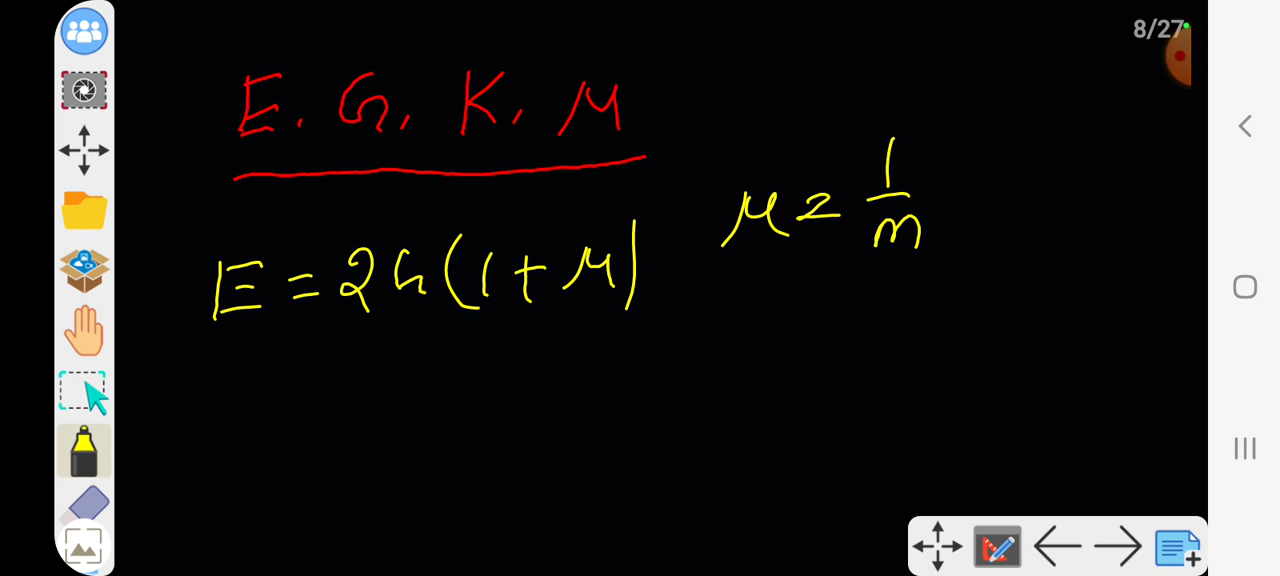 8/27
E. G, K, μ
μ = 1/m
E = 2G(1 + μ)